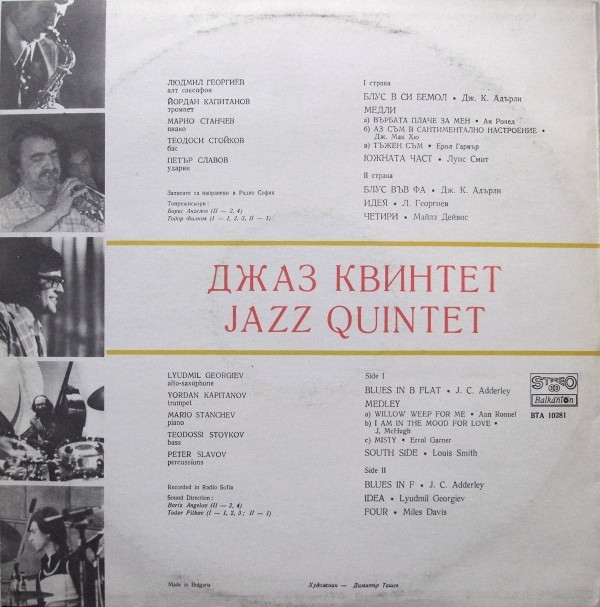 ЛЮДМИЛ ГЕОРГИЕВ
алт саксофон
ЙОРДАН КАПИТАНОВ
тромпет
МАРИО СТАНЧЕВ
пиано
ТЕОДОСИ СТОЙКОВ
бас
ПЕТЪР СЛАВОВ
ударни
Записите са направени в Радио София
Тонрежисьори:
Борис Ангелов (II — 2, 4)
Тодор Филков (I — 1, 2, 3, II — 1)
I страна
БЛУС В СИ БЕМОЛ • Дж. К. Адърли
МЕДЛИ
а) ВЪРБАТА ПЛАЧЕ ЗА МЕН • Ан Ронел
б) АЗ СЪМ В САНТИМЕНТАЛНО НАСТРОЕНИЕ •
Дж. Мак Хю
в) ТЪЖЕН СЪМ • Ерол Гарнър
ЮЖНАТА ЧАСТ • Луис Смит
II страна
БЛУС ВЪВ ФА • Дж. К. Адърли
ИДЕЯ • Л. Георгиев
ЧЕТИРИ • Майлз Дейвис
ДЖАЗ КВИНТЕТ
JAZZ QUINTET
LYUDMIL GEORGIEV
alto-saxophone
YORDAN KAPITANOV
trumpet
MARIO STANCHEV
piano
TEODOSSI STOYKOV
bass
PETER SLAVOV
percussions
Recorded in Radio Sofia
Sound Direction:
Boris Angelov (II — 2, 4)
Todor Filkov (I — 1, 2, 3; II — 1)
Side I
BLUES IN B FLAT • J. C. Adderley
MEDLEY
a) WILLOW WEEP FOR ME • Ann Ronnel
b) I AM IN THE MOOD FOR LOVE •
J. McHugh
c) MISTY • Errol Garner
SOUTH SIDE • Louis Smith
Side II
BLUES IN F • J. C. Adderley
IDEA • Lyudmil Georgiev
FOUR • Miles Davis
STEREO
Balkanton
BTA 10281
Made in Bulgaria
Художник — Димитър Ташев